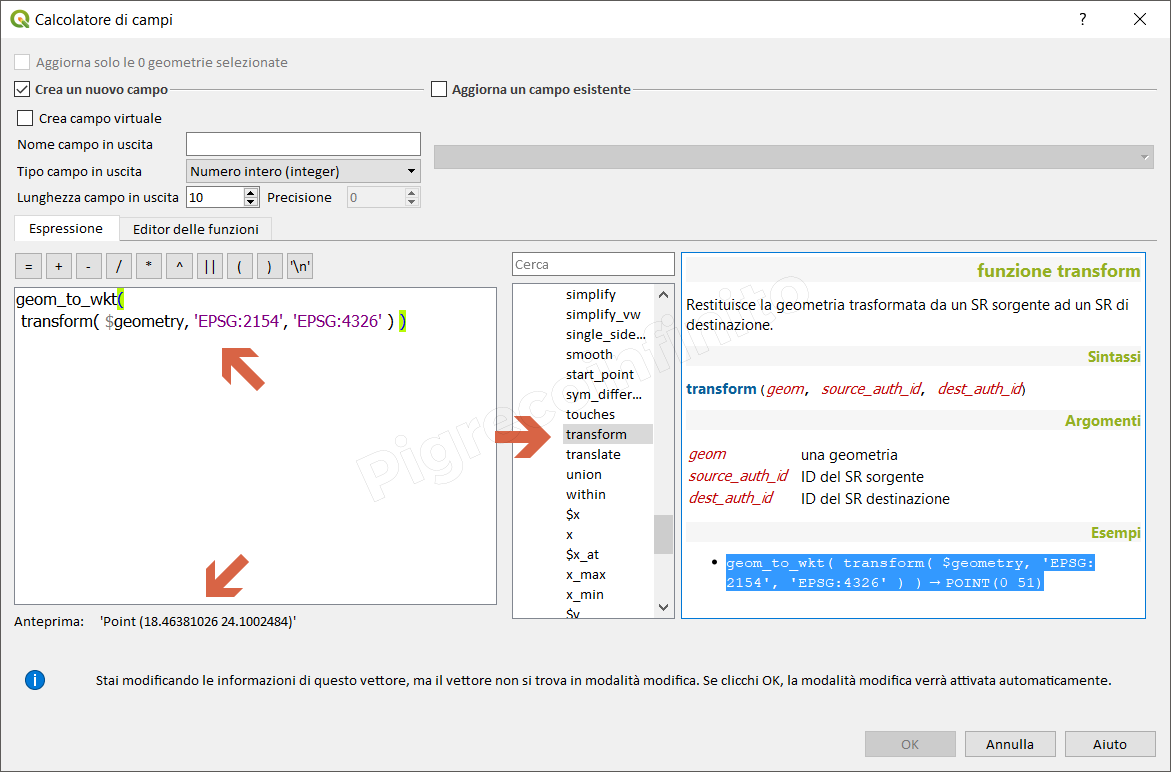 Calcolatore di campi
?
Aggiorna solo le 0 geometrie selezionate
Crea un nuovo campo
Aggiorna un campo esistente
Crea campo virtuale
Nome campo in uscita
Tipo campo in uscita
Numero intero (integer)
Lunghezza campo in uscita
10
Precisione
0
Espressione
Editor delle funzioni
= + - / * ^ || ( ) '\n'
geom_to_wkt(
transform( $geometry, 'EPSG:2154', 'EPSG:4326' ) )
Anteprima: 'Point (18.46381026 24.1002484)'
Cerca
simplify
simplify_vw
single_side...
smooth
start_point
sym_differ...
touches
transform
translate
union
within
$x
x
$x_at
x_max
x_min
$y
funzione transform
Restituisce la geometria trasformata da un SR sorgente ad un SR di
destinazione.
Sintassi
transform (geom, source_auth_id, dest_auth_id)
Argomenti
geom una geometria
source_auth_id ID del SR sorgente
dest_auth_id ID del SR destinazione
Esempi
• geom_to_wkt( transform( $geometry, 'EPSG:
2154', 'EPSG:4326' ) ) → POINT(0 51)
Pigrecoinfinito
Stai modificando le informazioni di questo vettore, ma il vettore non si trova in modalità modifica. Se clicchi OK, la modalità modifica verrà attivata automaticamente.
OK
Annulla
Aiuto